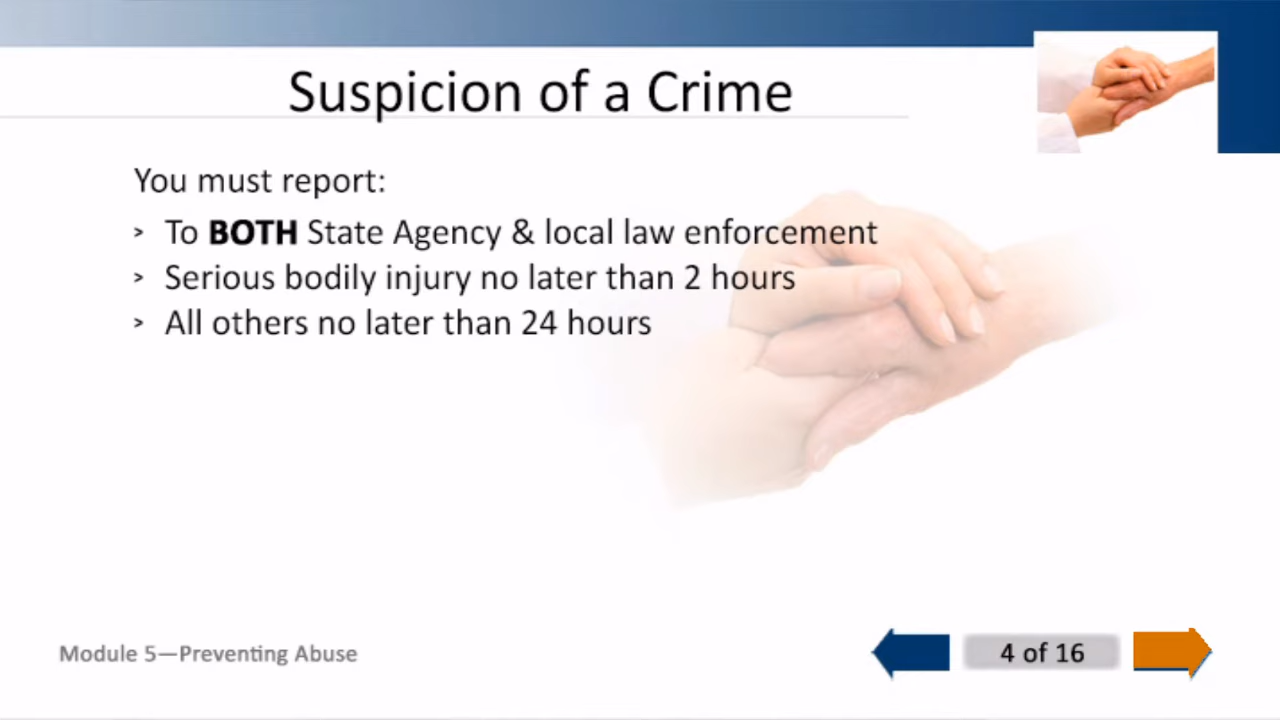 Suspicion of a Crime
You must report:
> To BOTH State Agency & local law enforcement
> Serious bodily injury no later than 2 hours
> All others no later than 24 hours
Module 5—Preventing Abuse
4 of 16